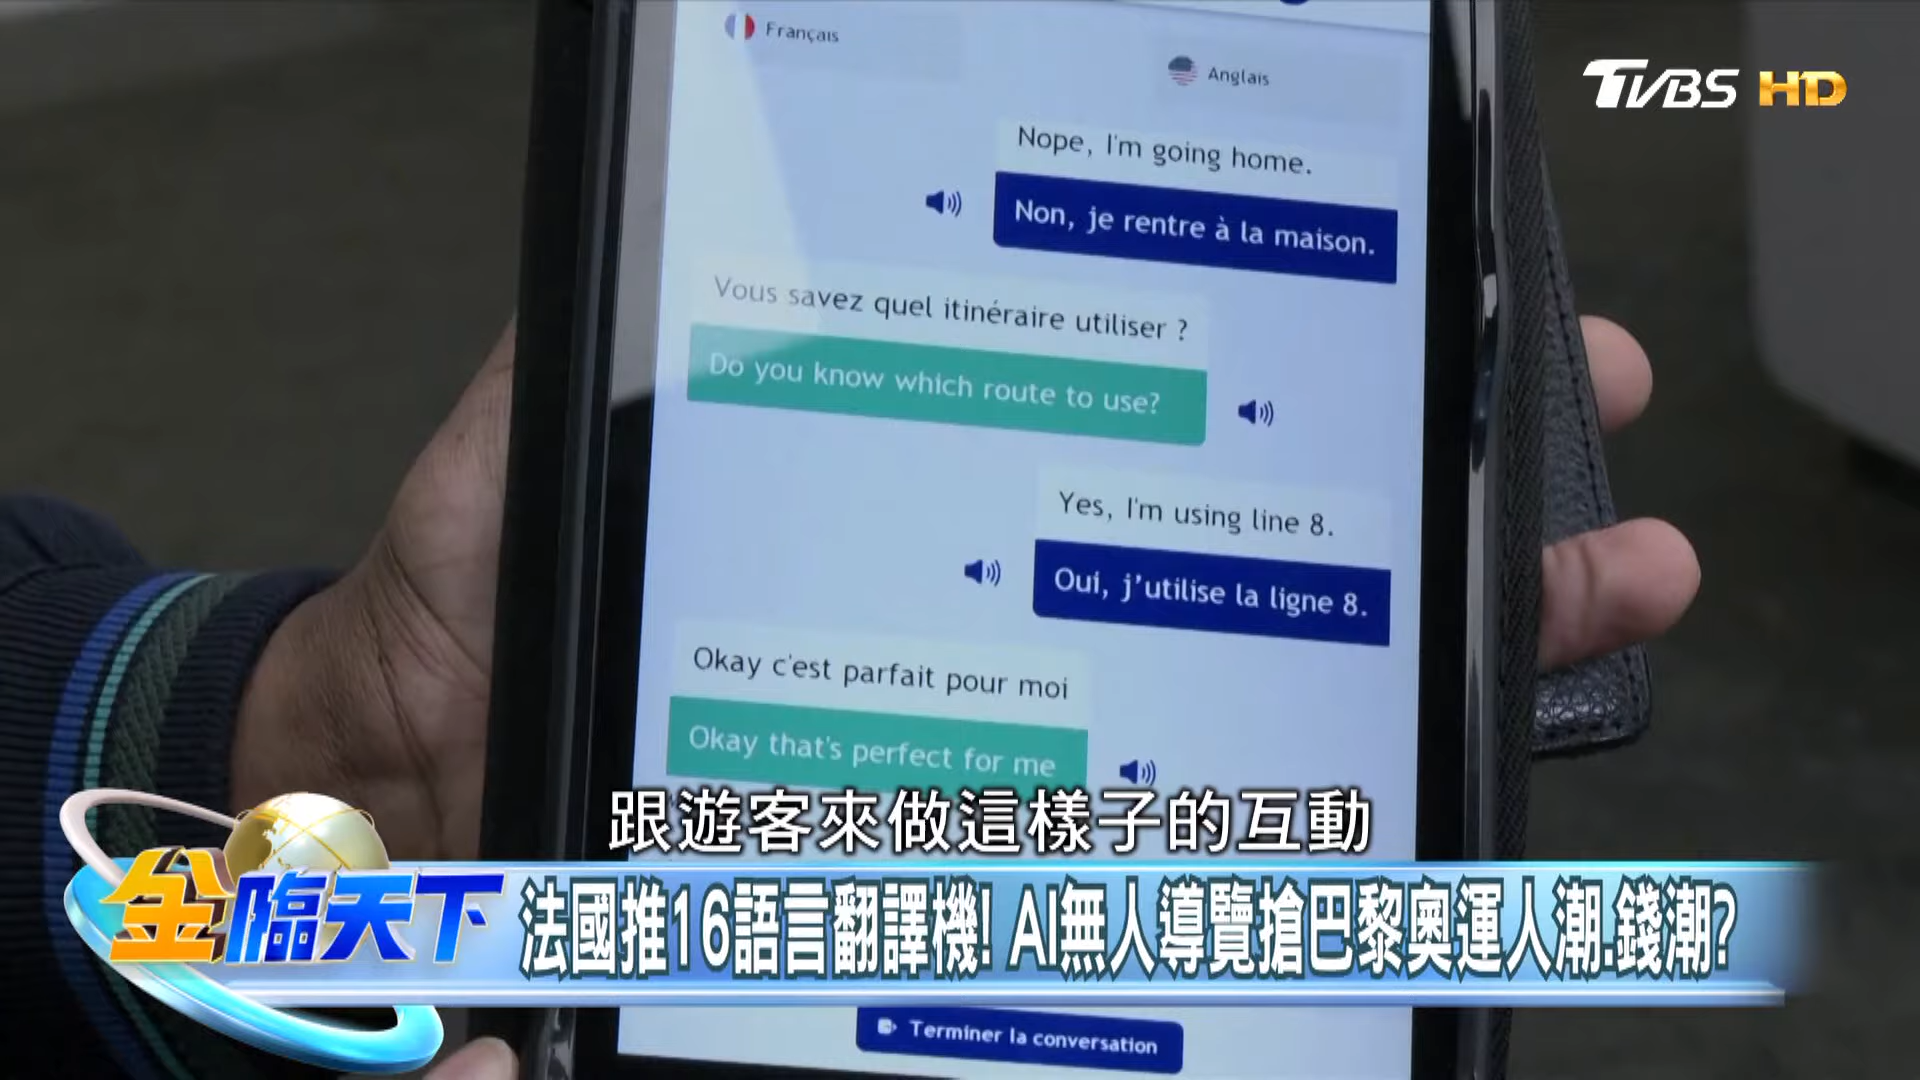 Français
Anglais
TVBS HD
Nope, I'm going home.
Non, je rentre à la maison.
Vous savez quel itinéraire utiliser ?
Do you know which route to use?
Yes, I'm using line 8.
Oui, j'utilise la ligne 8.
Okay c'est parfait pour moi
Okay that's perfect for me
跟遊客來做這樣子的互動
金臨天下
法國推16語言翻譯機! AI無人導覽搶巴黎奧運人潮.錢潮?
Terminer la conversation